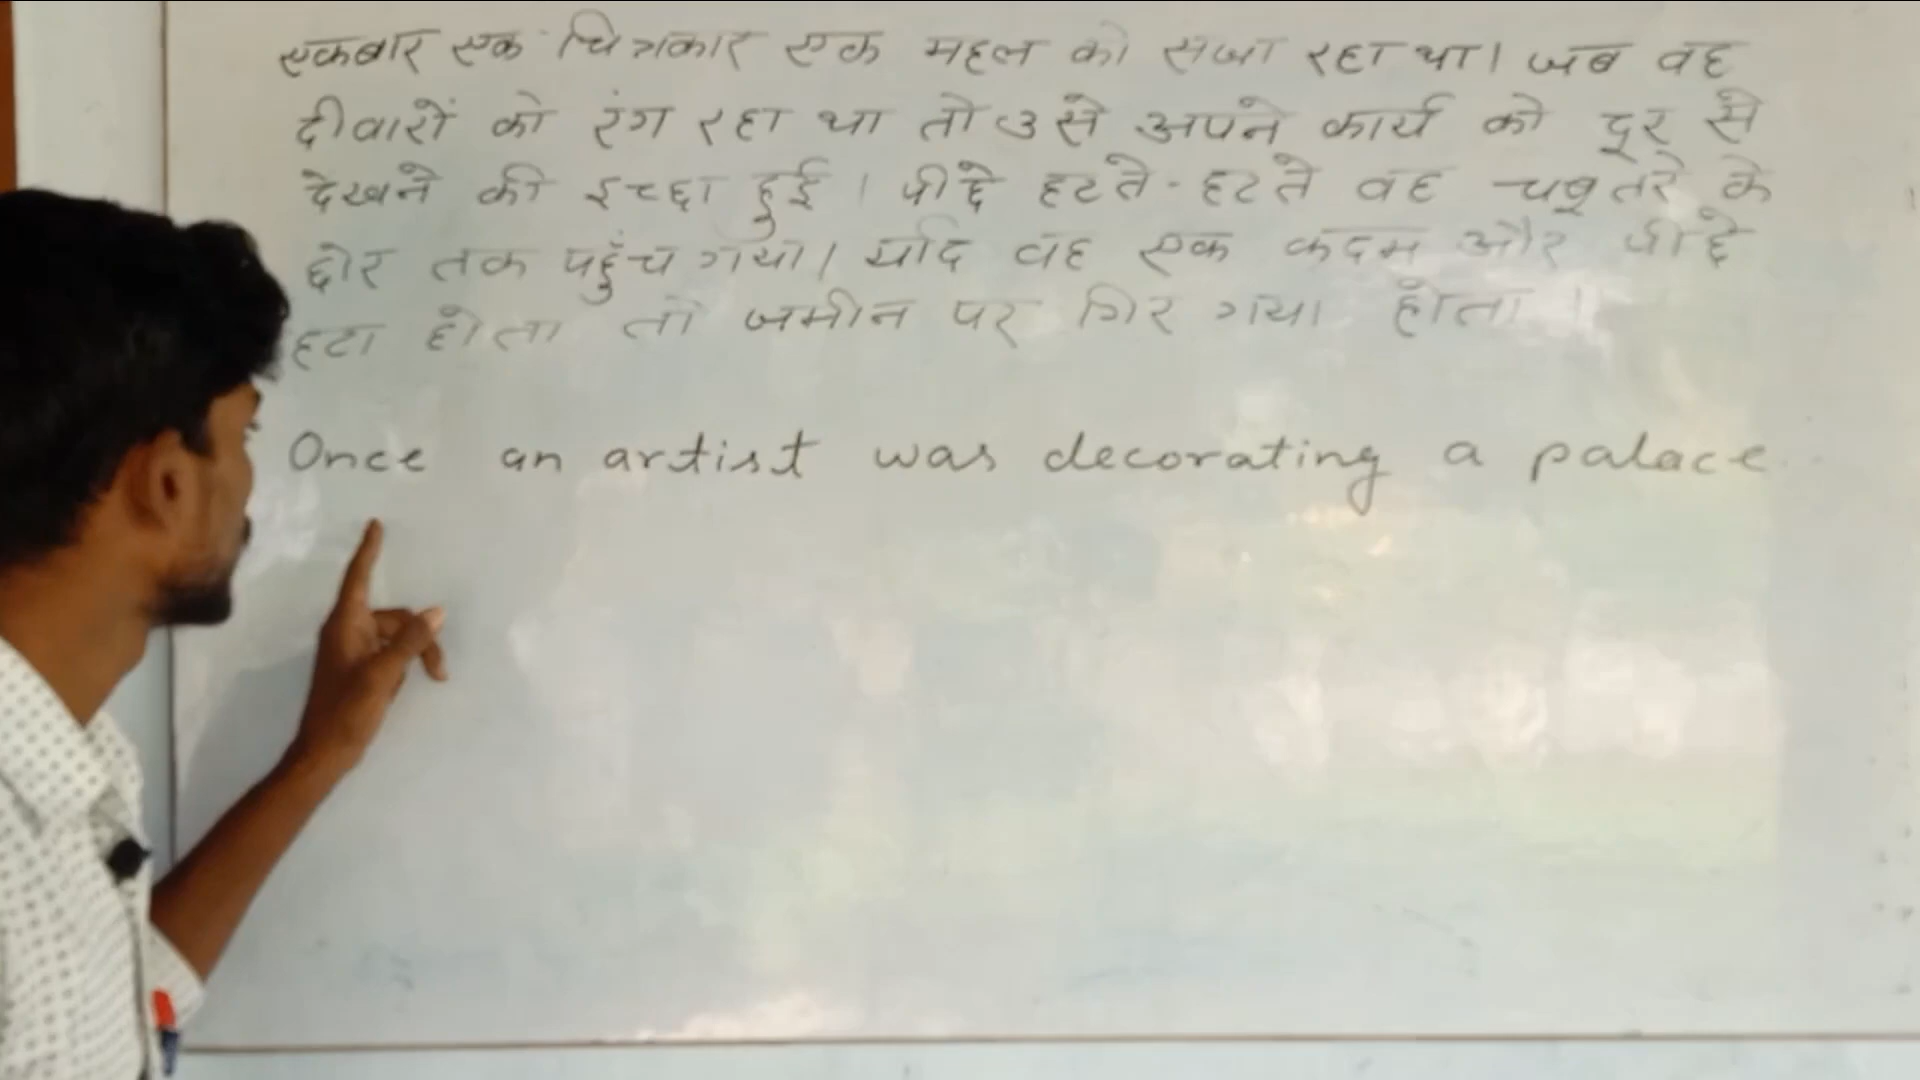 एकबार एक चित्रकार एक महल को सजा रहा था। जब वह
दीवारों को रंग रहा था तो उसे अपने कार्य को दूर से
देखने की इच्छा हुई। पीछे हटते-हटते वह चबूतरे के
छोर तक पहुँच गया। यदि वह एक कदम और पीछे
हटा होता तो जमीन पर गिर गया होता।
Once an artist was decorating a palace